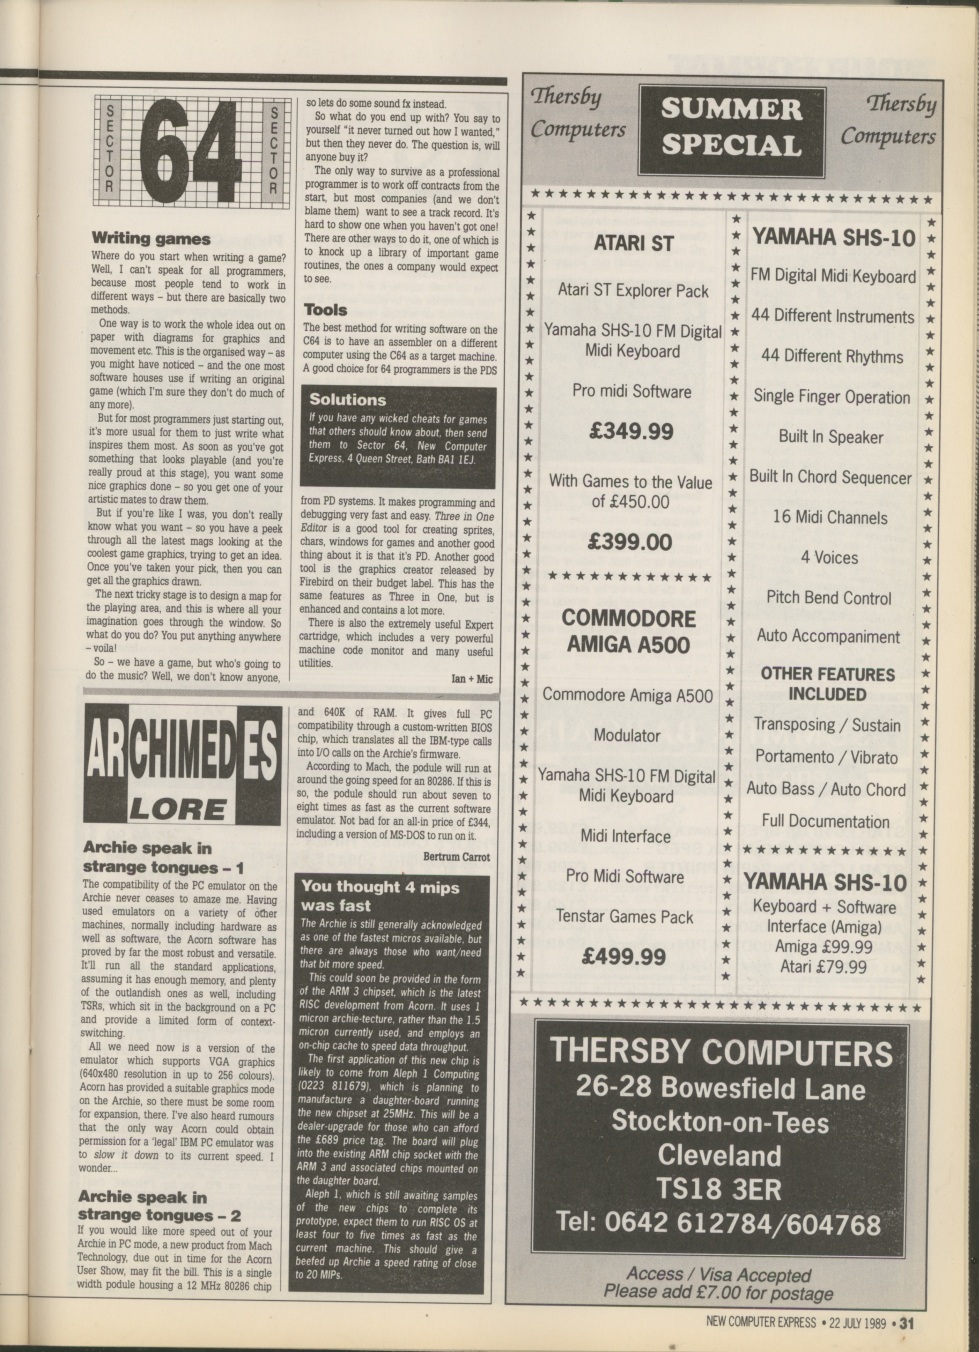 SECTOR
64
SECTOR
Writing games
Where do you start when writing a game?
Well, I can't speak for all programmers,
because most people tend to work in
different ways – but there are basically two
methods.
One way is to work the whole idea out on
paper with diagrams for graphics and
movement etc. This is the organised way – as
you might have noticed – and the one most
software houses use if writing an original
game (which I'm sure they don't do much of
any more).
But for most programmers just starting out,
it's more usual for them to just write what
inspires them most. As soon as you've got
something that looks playable (and you're
really proud at this stage), you want some
nice graphics done – so you get one of your
artistic mates to draw them.
But if you're like I was, you don't really
know what you want – so you have a peek
through all the latest mags looking at the
coolest game graphics, trying to get an idea.
Once you've taken your pick, then you can
get all the graphics drawn.
The next tricky stage is to design a map for
the playing area, and this is where all your
imagination goes through the window. So
what do you do? You put anything anywhere
– voila!
So – we have a game, but who's going to
do the music? Well, we don't know anyone,
so lets do some sound fx instead.
So what do you end up with? You say to
yourself "it never turned out how I wanted,"
but then they never do. The question is, will
anyone buy it?
The only way to survive as a professional
programmer is to work off contracts from the
start, but most companies (and we don't
blame them) want to see a track record. It's
hard to show one when you haven't got one!
There are other ways to do it, one of which is
to knock up a library of important game
routines, the ones a company would expect
to see.
Tools
The best method for writing software on the
C64 is to have an assembler on a different
computer using the C64 as a target machine.
A good choice for 64 programmers is the PDS
Solutions
If you have any wicked cheats for games
that others should know about, then send
them to Sector 64, New Computer
Express, 4 Queen Street, Bath BA1 1EJ.
from PD systems. It makes programming and
debugging very fast and easy. Three in One
Editor is a good tool for creating sprites,
chars, windows for games and another good
thing about it is that it's PD. Another good
tool is the graphics creator released by
Firebird on their budget label. This has the
same features as Three in One, but is
enhanced and contains a lot more.
There is also the extremely useful Expert
cartridge, which includes a very powerful
machine code monitor and many useful
utilities.
Ian + Mic
ARCHIMEDES
LORE
Archie speak in
strange tongues – 1
The compatibility of the PC emulator on the
Archie never ceases to amaze me. Having
used emulators on a variety of other
machines, normally including hardware as
well as software, the Acorn software has
proved by far the most robust and versatile.
It'll run all the standard applications,
assuming it has enough memory, and plenty
of the outlandish ones as well, including
TSRs, which sit in the background on a PC
and provide a limited form of context-
switching.
All we need now is a version of the
emulator which supports VGA graphics
(640x480 resolution in up to 256 colours).
Acorn has provided a suitable graphics mode
on the Archie, so there must be some room
for expansion, there. I've also heard rumours
that the only way Acorn could obtain
permission for a 'legal' IBM PC emulator was
to slow it down to its current speed. I
wonder...
Archie speak in
strange tongues – 2
If you would like more speed out of your
Archie in PC mode, a new product from Mach
Technology, due out in time for the Acorn
User Show, may fit the bill. This is a single
width podule housing a 12 MHz 80286 chip
and 640K of RAM. It gives full PC
compatibility through a custom-written BIOS
chip, which translates all the IBM-type calls
into I/O calls on the Archie's firmware.
According to Mach, the podule will run at
around the going speed for an 80286. If this is
so, the podule should run about seven to
eight times as fast as the current software
emulator. Not bad for an all-in price of £344,
including a version of MS-DOS to run on it.
Bertrum Carrot
You thought 4 mips
was fast
The Archie is still generally acknowledged
as one of the fastest micros available, but
there are always those who want/need
that bit more speed.
This could soon be provided in the form
of the ARM 3 chipset, which is the latest
RISC development from Acorn. It uses 1
micron archie-tecture, rather than the 1.5
micron currently used, and employs an
on-chip cache to speed data throughput.
The first application of this new chip is
likely to come from Aleph 1 Computing
(0223 811679), which is planning to
manufacture a daughter-board running
the new chipset at 25MHz. This will be a
dealer-upgrade for those who can afford
the £689 price tag. The board will plug
into the existing ARM chip socket with the
ARM 3 and associated chips mounted on
the daughter board.
Aleph 1, which is still awaiting samples
of the new chips to complete its
prototype, expect them to run RISC OS at
least four to five times as fast as the
current machine. This should give a
beefed up Archie a speed rating of close
to 20 MIPs.
Thersby
Computers
SUMMER
SPECIAL
Thersby
Computers
ATARI ST
Atari ST Explorer Pack
Yamaha SHS-10 FM Digital
Midi Keyboard
Pro midi Software
£349.99
With Games to the Value
of £450.00
£399.00
COMMODORE
AMIGA A500
Commodore Amiga A500
Modulator
Yamaha SHS-10 FM Digital
Midi Keyboard
Midi Interface
Pro Midi Software
Tenstar Games Pack
£499.99
YAMAHA SHS-10
FM Digital Midi Keyboard
44 Different Instruments
44 Different Rhythms
Single Finger Operation
Built In Speaker
Built In Chord Sequencer
16 Midi Channels
4 Voices
Pitch Bend Control
Auto Accompaniment
OTHER FEATURES
INCLUDED
Transposing / Sustain
Portamento / Vibrato
Auto Bass / Auto Chord
Full Documentation
YAMAHA SHS-10
Keyboard + Software
Interface (Amiga)
Amiga £99.99
Atari £79.99
THERSBY COMPUTERS
26-28 Bowesfield Lane
Stockton-on-Tees
Cleveland
TS18 3ER
Tel: 0642 612784/604768
Access / Visa Accepted
Please add £7.00 for postage
NEW COMPUTER EXPRESS • 22 JULY 1989 • 31